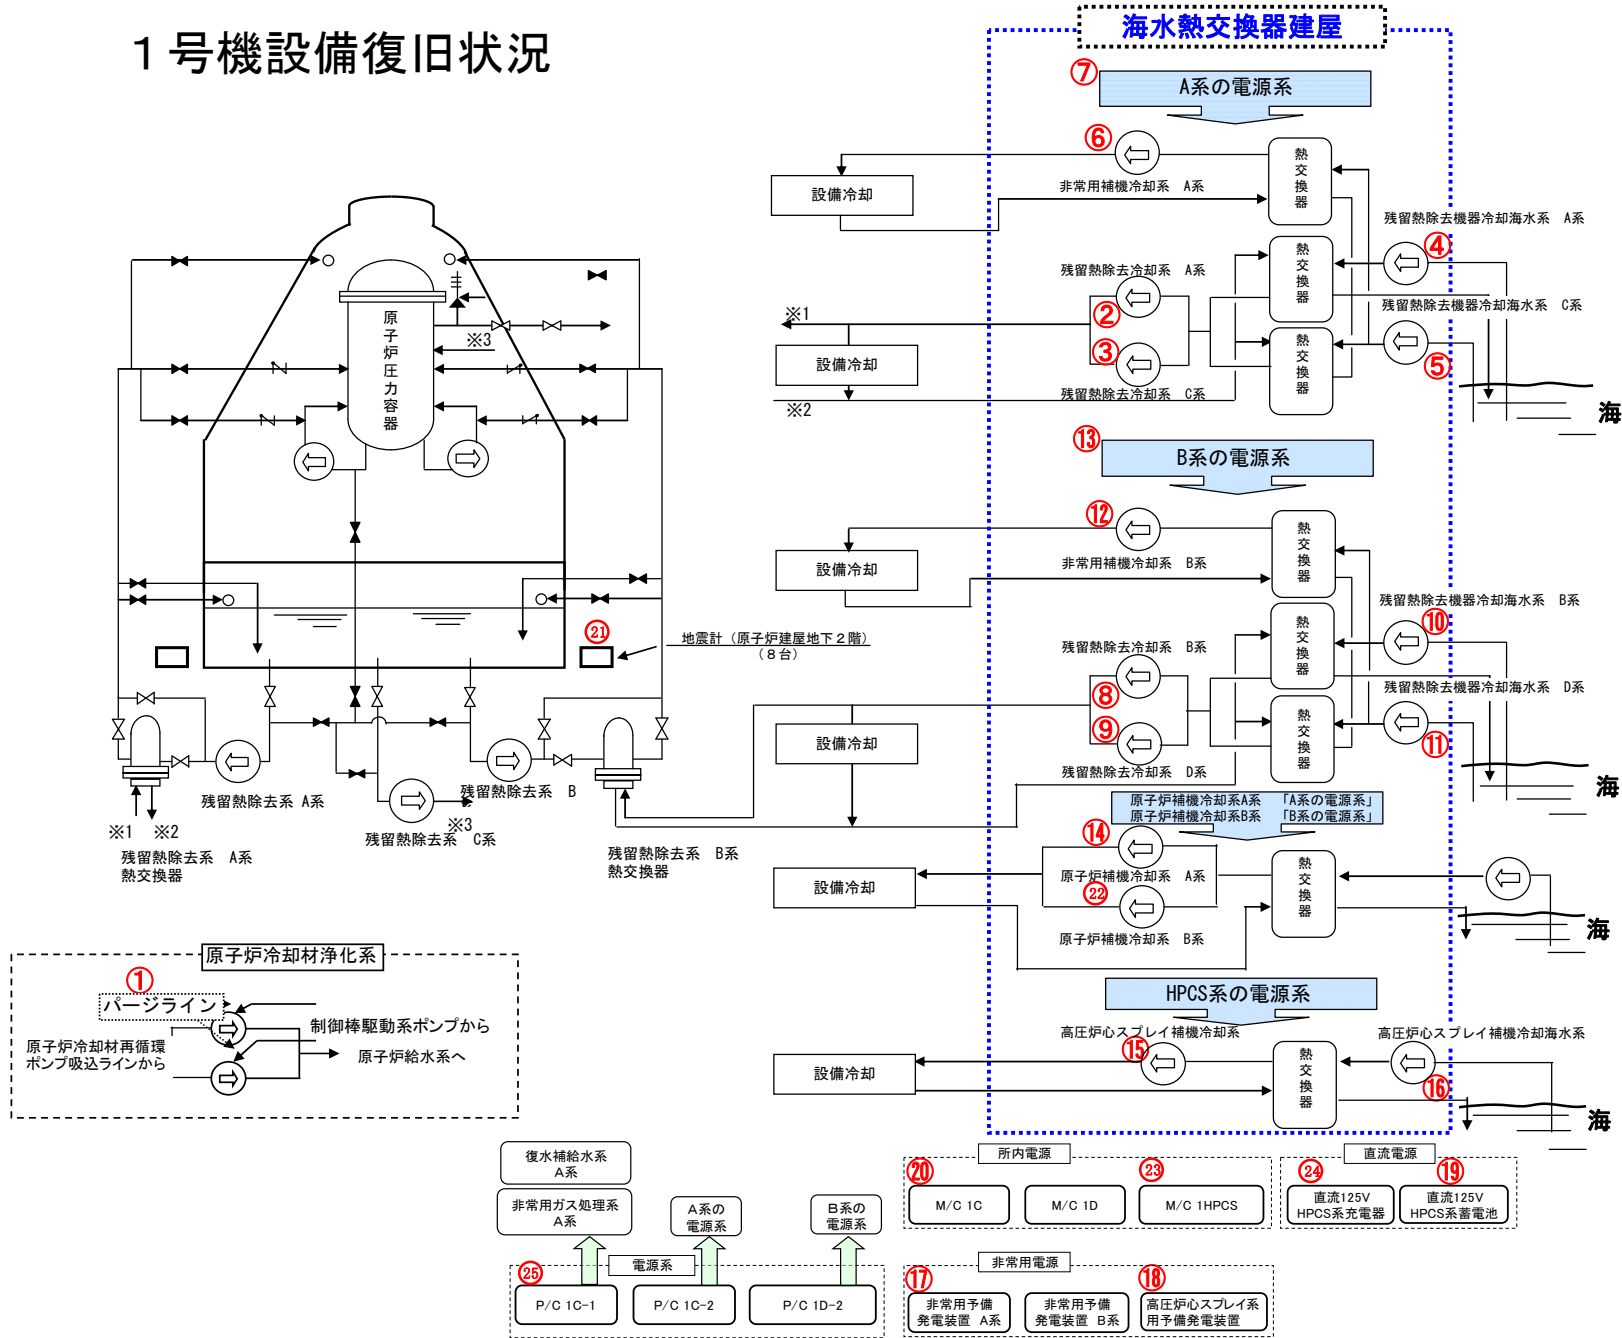 １号機設備復旧状況
海水熱交換器建屋
⑦
A系の電源系
⑥
熱交換器
設備冷却
非常用補機冷却系　A系
残留熱除去機器冷却海水系　A系
④
熱交換器
残留熱除去冷却系　A系
②
※1
残留熱除去機器冷却海水系　C系
⑤
設備冷却
③
熱交換器
残留熱除去冷却系　C系
※2
海
原子炉圧力容器
※3
⑬
B系の電源系
⑫
熱交換器
設備冷却
非常用補機冷却系　B系
残留熱除去機器冷却海水系　B系
⑩
熱交換器
残留熱除去冷却系　B系
⑧
残留熱除去機器冷却海水系　D系
⑪
設備冷却
⑨
熱交換器
残留熱除去冷却系　D系
海
㉑
地震計（原子炉建屋地下２階）
（８台）
残留熱除去系 A系
残留熱除去系　B
系
※3
残留熱除去系　C系
※1　※2
残留熱除去系　A系
熱交換器
残留熱除去系　B系
熱交換器
原子炉補機冷却系A系　「A系の電源系」
原子炉補機冷却系B系　「B系の電源系」
⑭
設備冷却
原子炉補機冷却系　A系
㉒
熱交換器
原子炉補機冷却系　B系
海
HPCS系の電源系
高圧炉心スプレイ補機冷却系
⑮
設備冷却
熱交換器
高圧炉心スプレイ補機冷却海水系
⑯
海
原子炉冷却材浄化系
①
パージライン
制御棒駆動系ポンプから
原子炉冷却材再循環
ポンプ吸込ラインから
原子炉給水系へ
復水補給水系
A系
非常用ガス処理系
A系
A系の
電源系
B系の
電源系
電源系
㉕
P/C 1C-1
P/C 1C-2
P/C 1D-2
所内電源
⑳
M/C 1C
M/C 1D
㉓
M/C 1HPCS
直流電源
㉔
直流125V
HPCS系充電器
⑲
直流125V
HPCS系蓄電池
非常用電源
⑰
非常用予備
発電装置　A系
非常用予備
発電装置　B系
⑱
高圧炉心スプレイ系
用予備発電装置